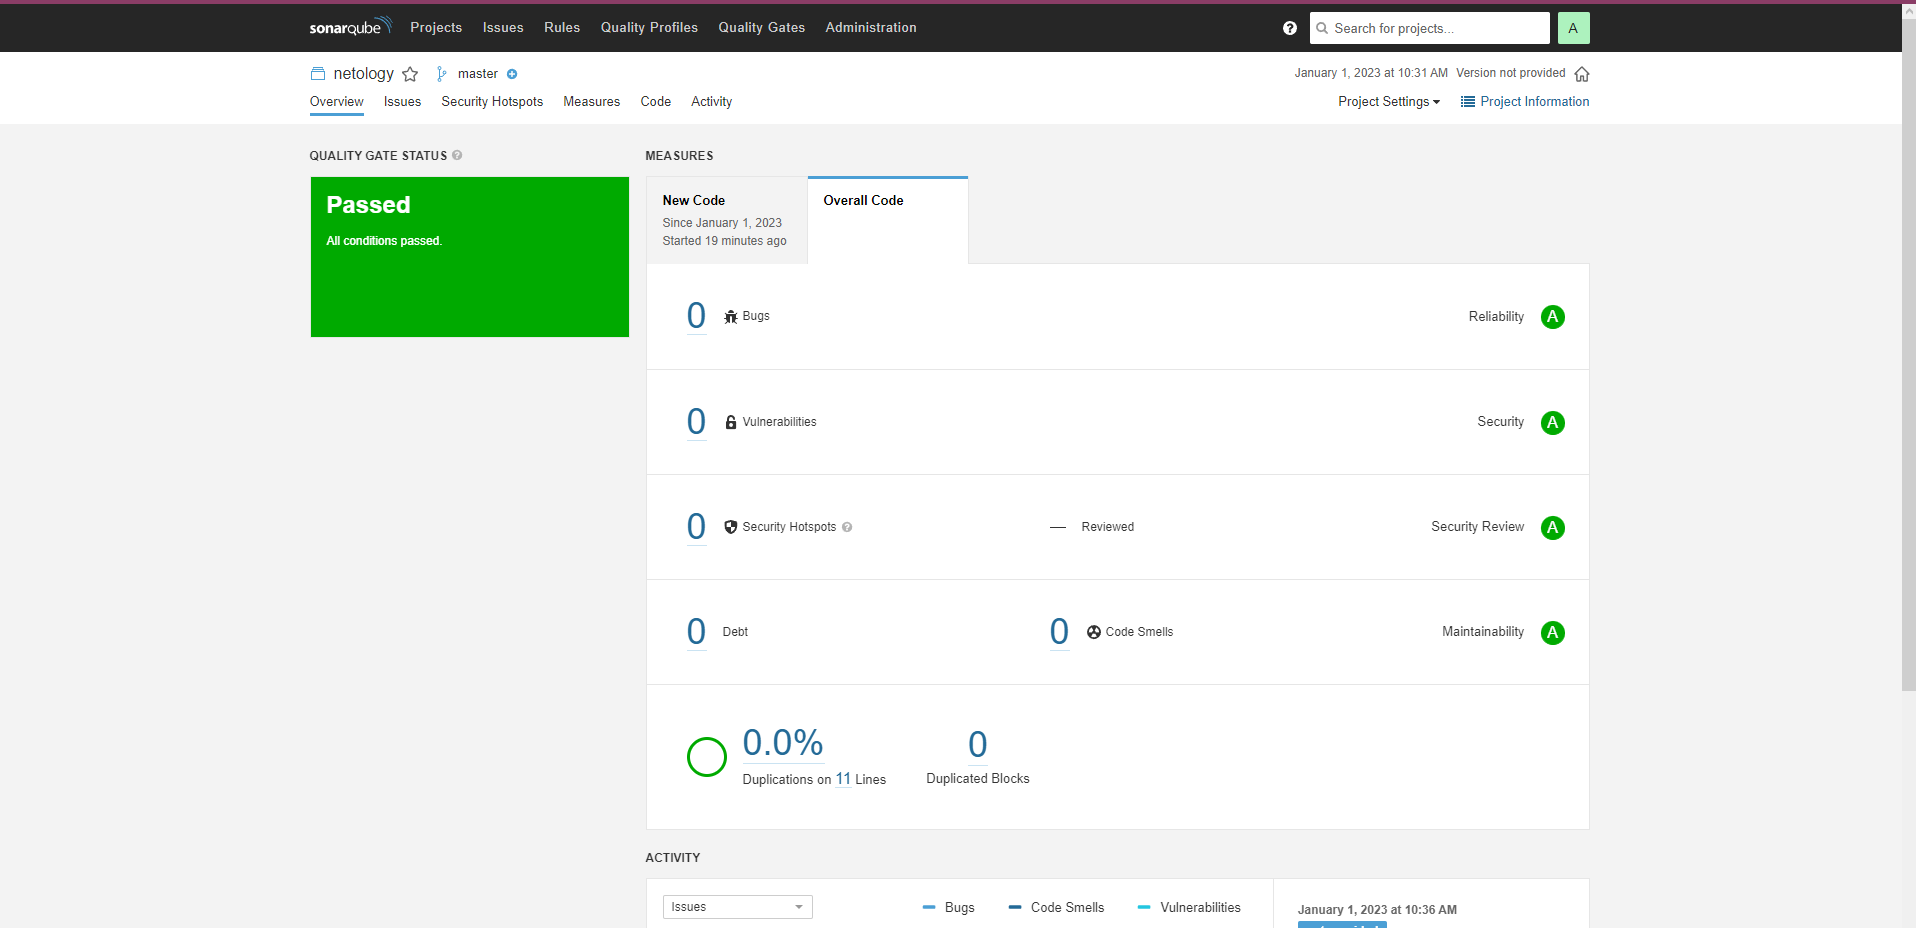 sonarqube Projects Issues Rules Quality Profiles Quality Gates Administration ? Search for projects... A
netology master January 1, 2023 at 10:31 AM Version not provided
Overview Issues Security Hotspots Measures Code Activity Project Settings Project Information
QUALITY GATE STATUS ?
Passed
All conditions passed.
MEASURES
New Code
Since January 1, 2023
Started 19 minutes ago
Overall Code
0 Bugs Reliability A
0 Vulnerabilities Security A
0 Security Hotspots ? — Reviewed Security Review A
0 Debt 0 Code Smells Maintainability A
0.0% 0
Duplications on 11 Lines Duplicated Blocks
ACTIVITY
Issues Bugs Code Smells Vulnerabilities
January 1, 2023 at 10:36 AM